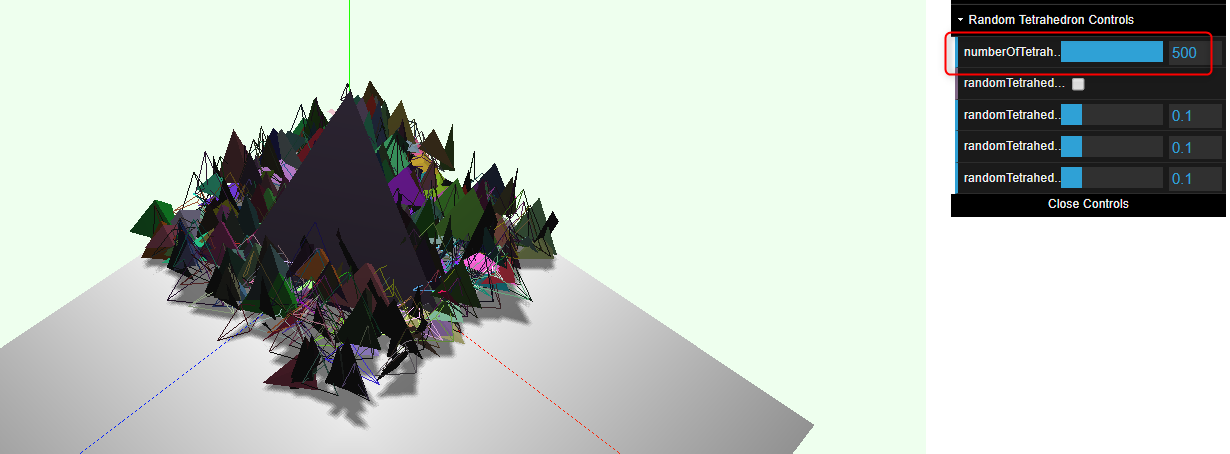 Random Tetrahedron Controls
numberOfTetrah.. 500
randomTetrahed...
randomTetrahed.. 0.1
randomTetrahed.. 0.1
randomTetrahed.. 0.1
Close Controls